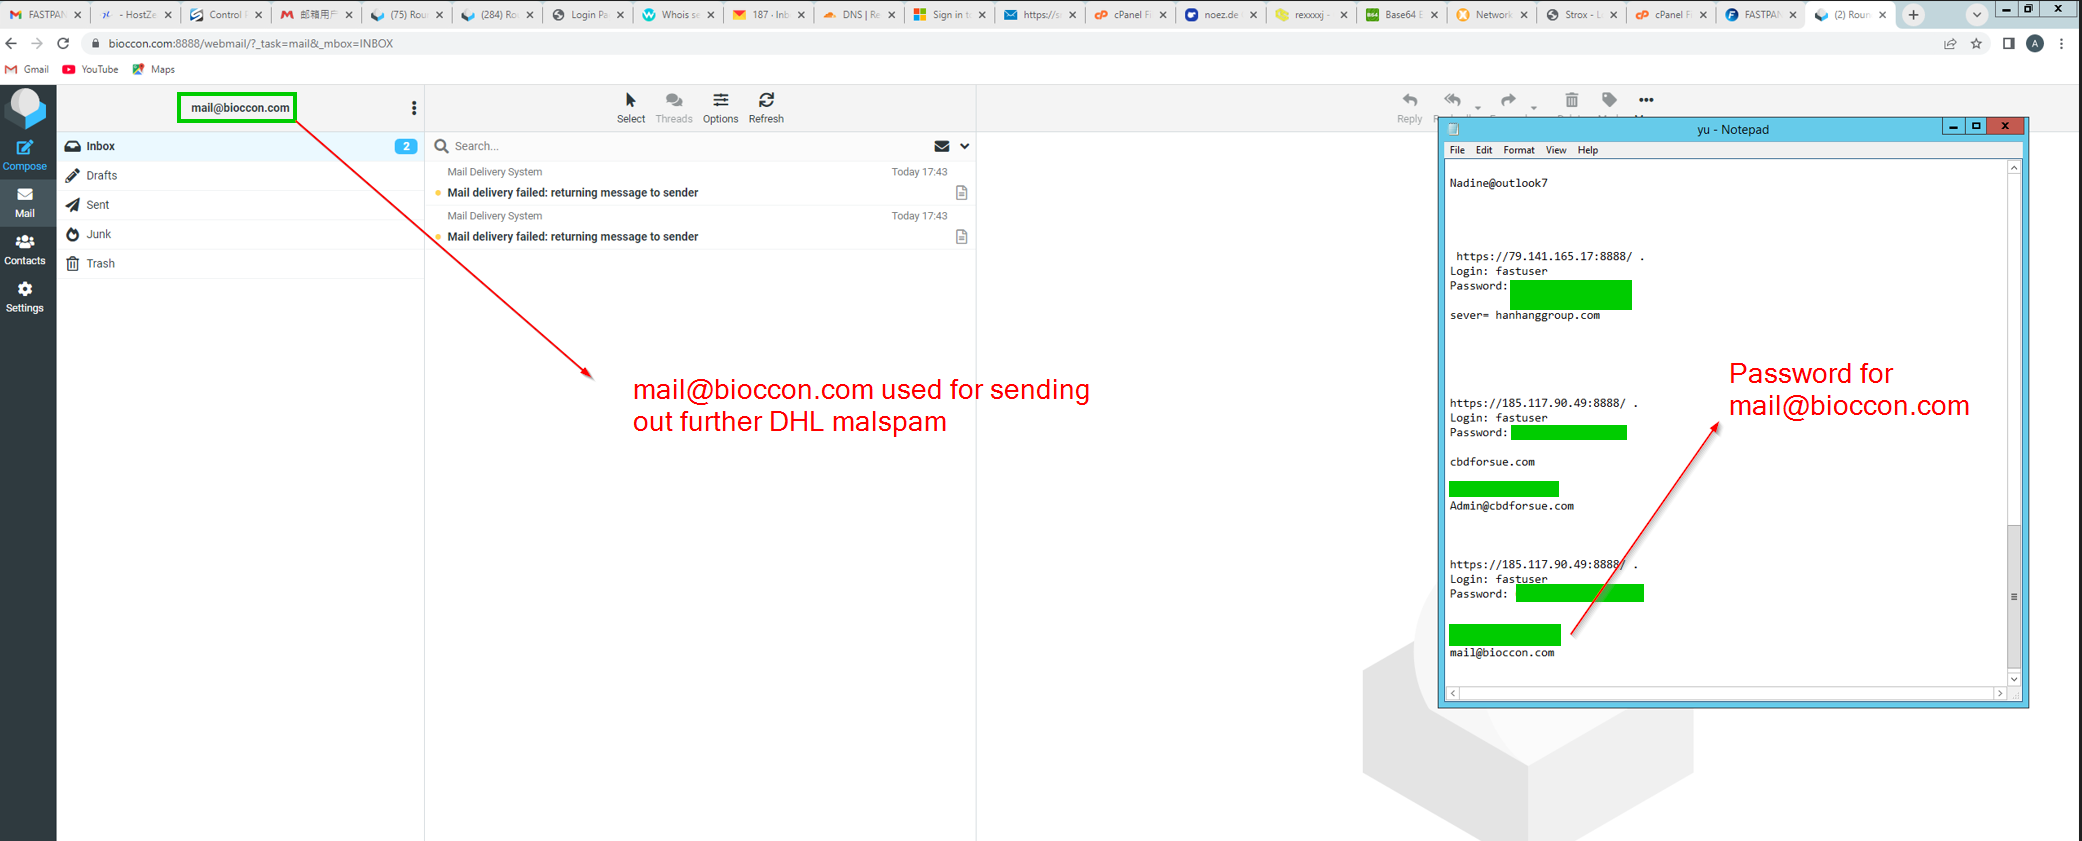 FASTPAN
- HostZe
Control P
邮箱用户
(75) Rou
(284) Rou
Login Pa
Whois se
187 - Inb
DNS | Re
Sign in t
https://s
cPanel Fi
noez.de
rexxxxj -
Base64 E
Network
Strox - L
cPanel Fi
FASTPAN
(2) Roun
bioccon.com:8888/webmail/?_task=mail&_mbox=INBOX
A
Gmail
YouTube
Maps
mail@bioccon.com
Select
Threads
Options
Refresh
Reply
Compose
Mail
Contacts
Settings
Inbox
2
Drafts
Sent
Junk
Trash
Search...
Mail Delivery System
Today 17:43
Mail delivery failed: returning message to sender
Mail Delivery System
Today 17:43
Mail delivery failed: returning message to sender
mail@bioccon.com used for sending
out further DHL malspam
yu - Notepad
File Edit Format View Help
Nadine@outlook7
https://79.141.165.17:8888/ .
Login: fastuser
Password:
sever= hanhanggroup.com
https://185.117.90.49:8888/ .
Login: fastuser
Password:
cbdforsue.com
Admin@cbdforsue.com
https://185.117.90.49:8888/ .
Login: fastuser
Password:
mail@bioccon.com
Password for
mail@bioccon.com